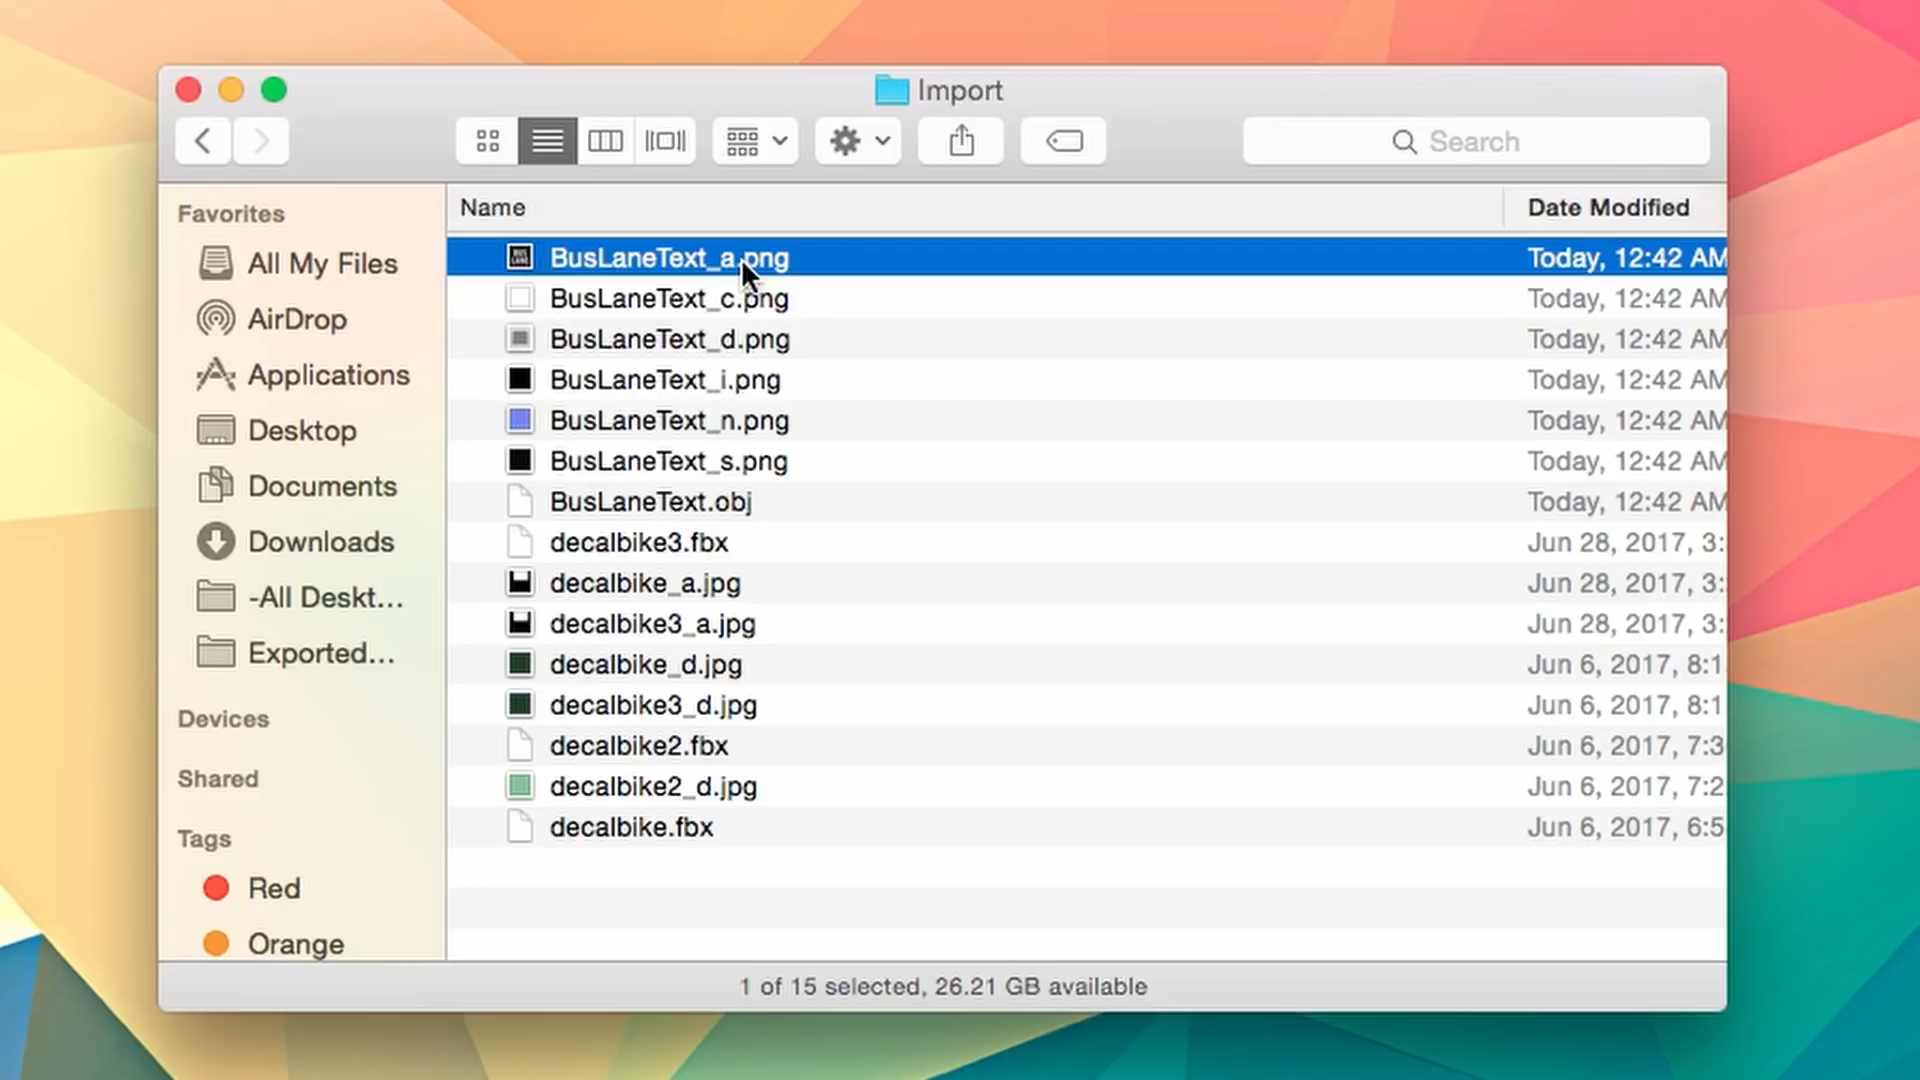 Import
Search
Favorites
All My Files
AirDrop
Applications
Desktop
Documents
Downloads
-All Deskt...
Exported...
Devices
Shared
Tags
Red
Orange
Name Date Modified
BusLaneText_a.png Today, 12:42 AM
BusLaneText_c.png Today, 12:42 AM
BusLaneText_d.png Today, 12:42 AM
BusLaneText_i.png Today, 12:42 AM
BusLaneText_n.png Today, 12:42 AM
BusLaneText_s.png Today, 12:42 AM
BusLaneText.obj Today, 12:42 AM
decalbike3.fbx Jun 28, 2017, 3:
decalbike_a.jpg Jun 28, 2017, 3:
decalbike3_a.jpg Jun 28, 2017, 3:
decalbike_d.jpg Jun 6, 2017, 8:1
decalbike3_d.jpg Jun 6, 2017, 8:1
decalbike2.fbx Jun 6, 2017, 7:3
decalbike2_d.jpg Jun 6, 2017, 7:2
decalbike.fbx Jun 6, 2017, 6:5
1 of 15 selected, 26.21 GB available